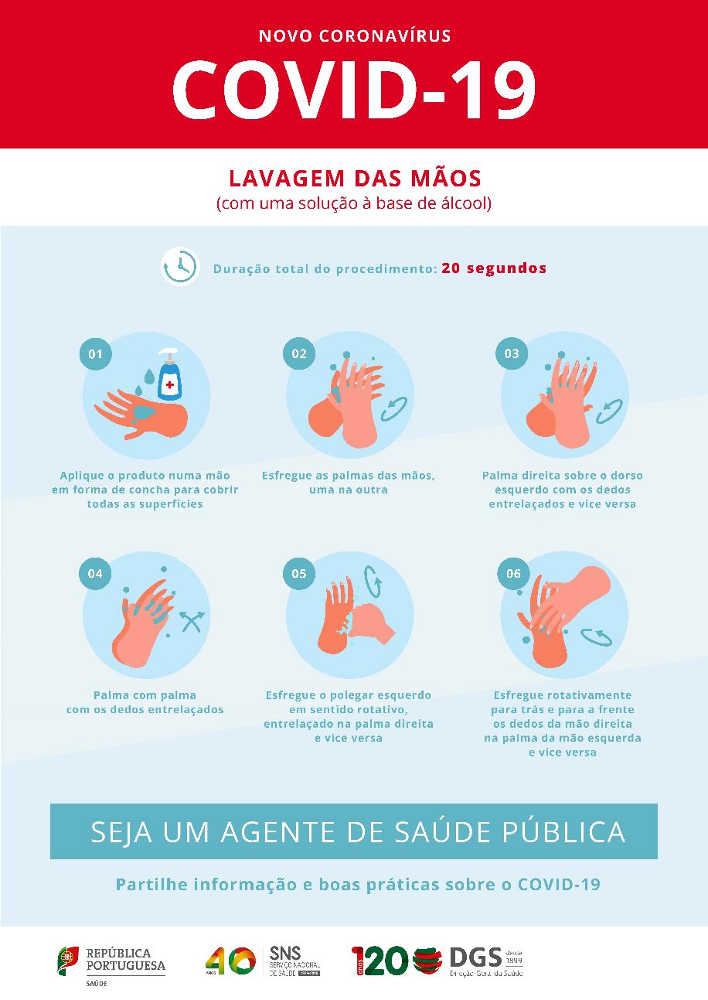 NOVO CORONAVÍRUS
COVID-19
LAVAGEM DAS MÃOS
(com uma solução à base de álcool)
Duração total do procedimento: 20 segundos
01
Aplique o produto numa mão
em forma de concha para cobrir
todas as superfícies
02
Esfregue as palmas das mãos,
uma na outra
03
Palma direita sobre o dorso
esquerdo com os dedos
entrelaçados e vice versa
04
Palma com palma
com os dedos entrelaçados
05
Esfregue o polegar esquerdo
em sentido rotativo,
entrelaçado na palma direita
e vice versa
06
Esfregue rotativamente
para trás e para a frente
os dedos da mão direita
na palma da mão esquerda
e vice versa
SEJA UM AGENTE DE SAÚDE PÚBLICA
Partilhe informação e boas práticas sobre o COVID-19
REPÚBLICA
PORTUGUESA
SAÚDE
40
ANOS
SNS
SERVIÇO NACIONAL
DE SAÚDE
120
anos
DGS
desde
1899
Direção-Geral da Saúde